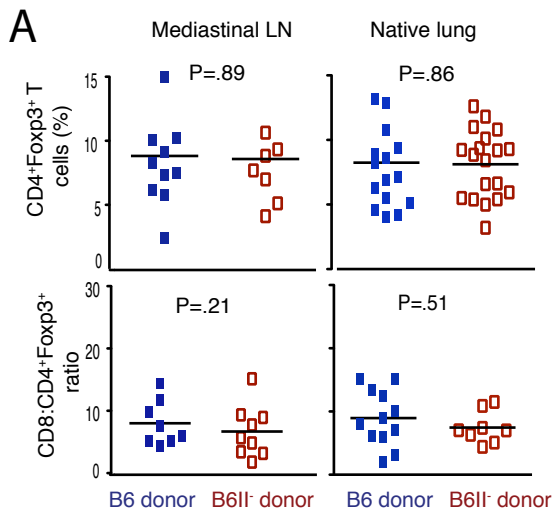 A
Mediastinal LN
Native lung
CD4⁺Foxp3⁺ T
cells (%)
15
10
5
0
P=.89
P=.86
CD8:CD4⁺Foxp3⁺
ratio
30
20
10
0
P=.21
P=.51
B6 donor
B6II⁻ donor
B6 donor
B6II⁻ donor